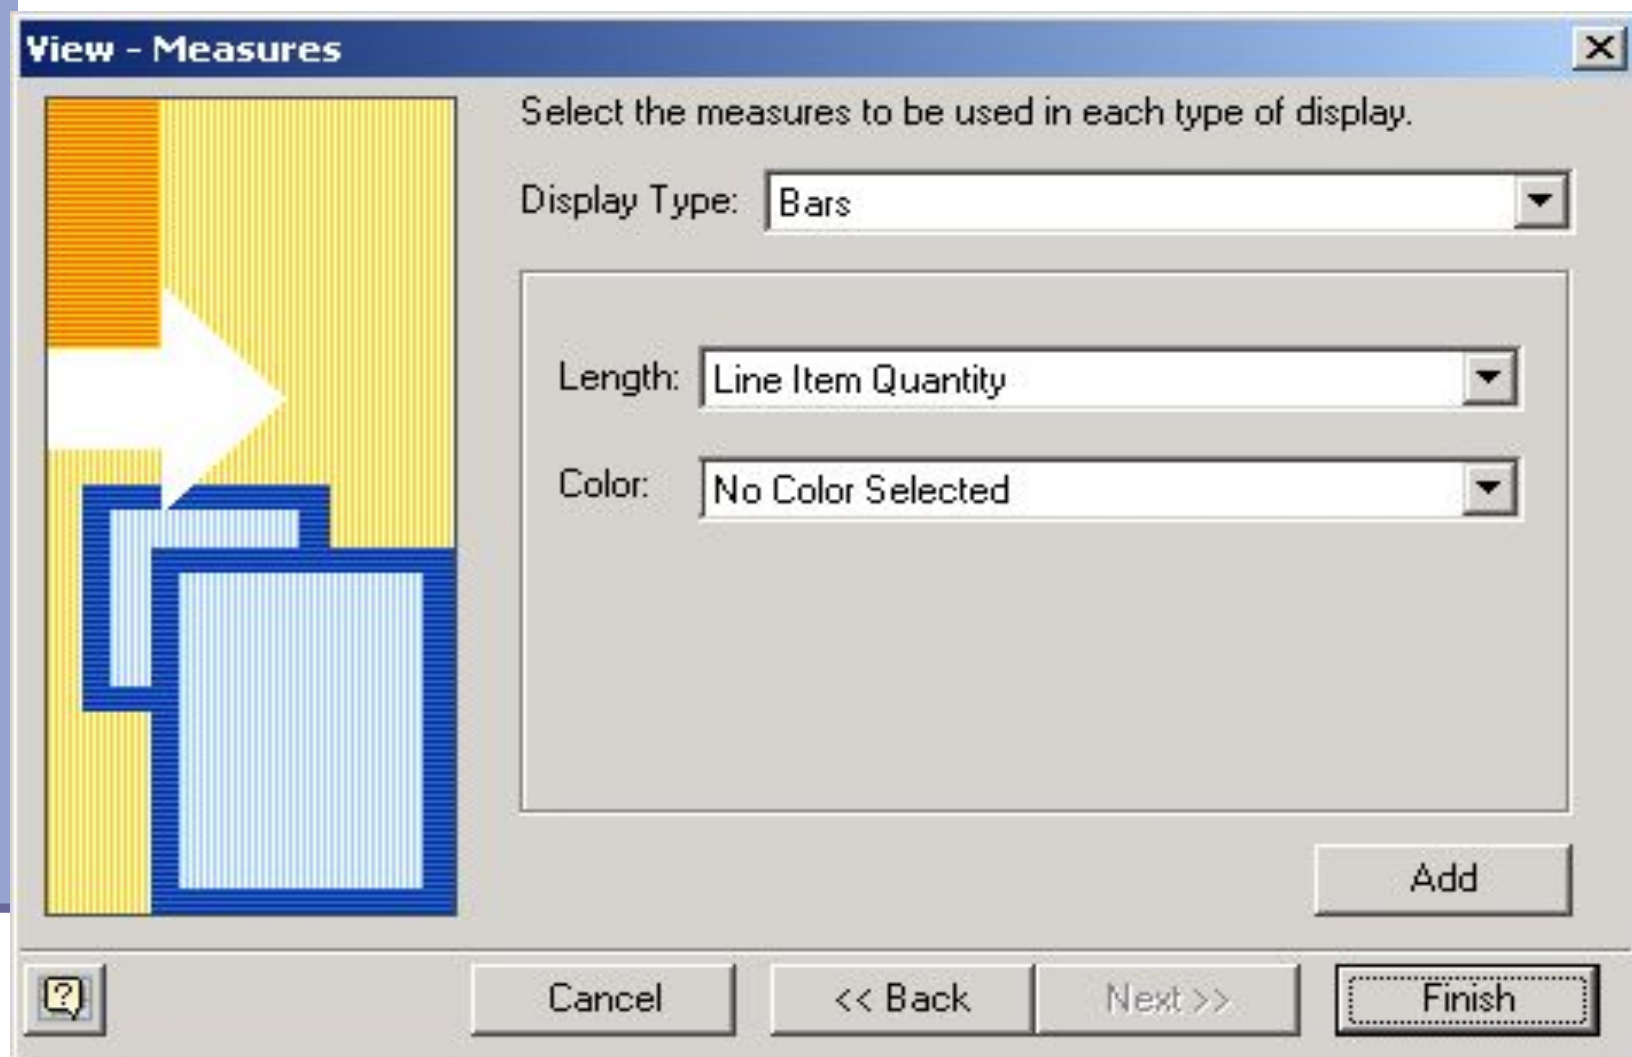 View - Measures
Select the measures to be used in each type of display.
Display Type: Bars
Length: Line Item Quantity
Color: No Color Selected
Add
? Cancel << Back Next >> Finish